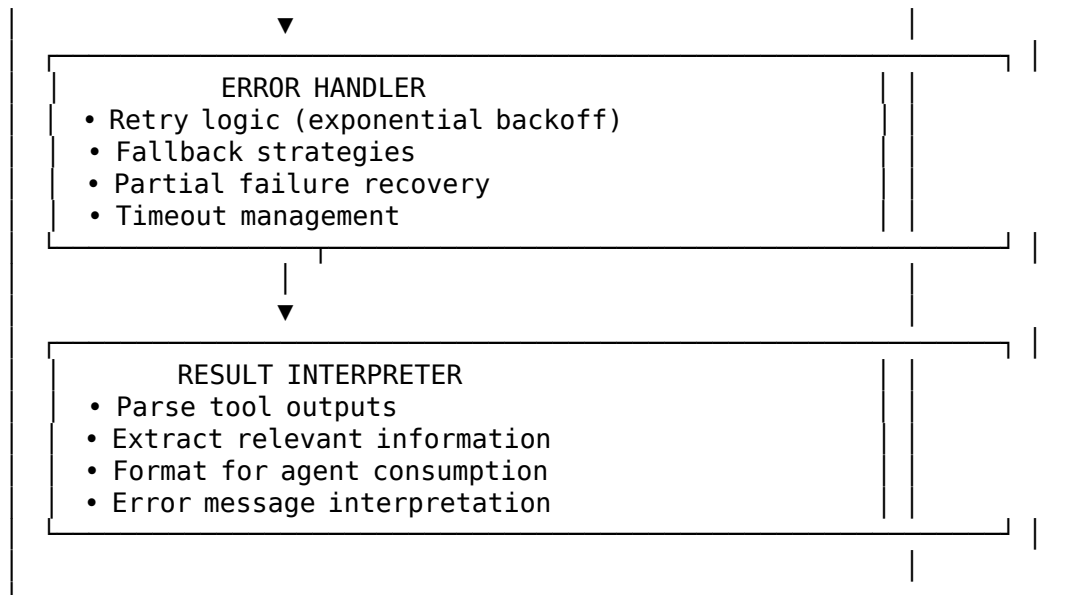 ERROR HANDLER
• Retry logic (exponential backoff)
• Fallback strategies
• Partial failure recovery
• Timeout management
RESULT INTERPRETER
• Parse tool outputs
• Extract relevant information
• Format for agent consumption
• Error message interpretation